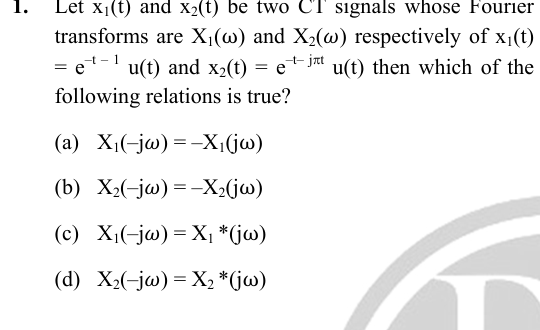 1. Let x₁(t) and x₂(t) be two CT signals whose Fourier
transforms are X₁(ω) and X₂(ω) respectively of x₁(t)
= e⁻ᵗ ⁻ ¹ u(t) and x₂(t) = e⁻ᵗ⁻ ʲᵖⁱᵗ u(t) then which of the
following relations is true?
(a) X₁(–jω) = –X₁(jω)
(b) X₂(–jω) = –X₂(jω)
(c) X₁(–jω) = X₁ *(jω)
(d) X₂(–jω) = X₂ *(jω)